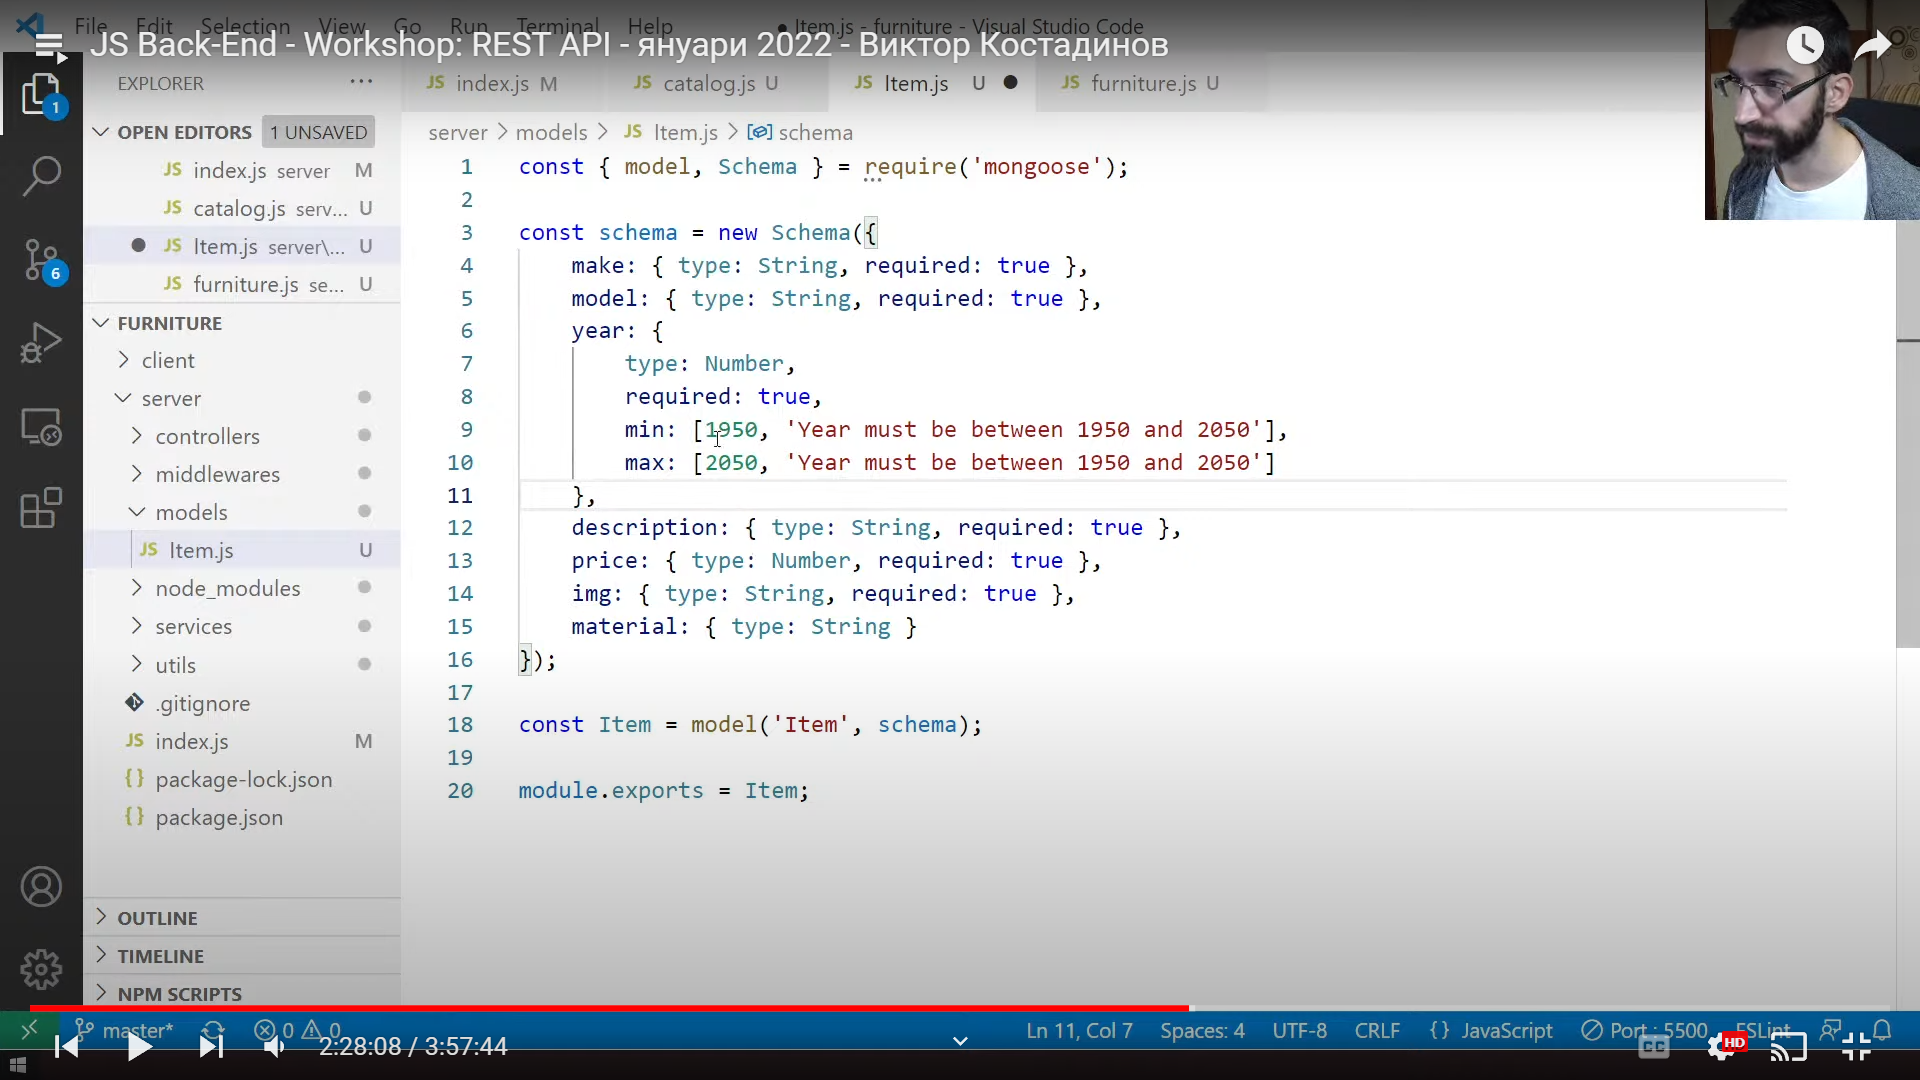 File Edit Selection View Go Run Terminal Help
● Item.js - furniture - Visual Studio Code
JS Back-End - Workshop: REST API - януари 2022 - Виктор Костадинов
EXPLORER ···
JS index.js M
JS catalog.js U
JS Item.js U ●
JS furniture.js U
1
OPEN EDITORS 1 UNSAVED
JS index.js server M
JS catalog.js serv... U
● JS Item.js server\... U
JS furniture.js se... U
6
FURNITURE
client
server
controllers
middlewares
models
JS Item.js U
node_modules
services
utils
.gitignore
JS index.js M
{} package-lock.json
{} package.json
OUTLINE
TIMELINE
NPM SCRIPTS
server > models > JS Item.js > schema
1 const { model, Schema } = require('mongoose');
2
3 const schema = new Schema({
4 make: { type: String, required: true },
5 model: { type: String, required: true },
6 year: {
7 type: Number,
8 required: true,
9 min: [1950, 'Year must be between 1950 and 2050'],
10 max: [2050, 'Year must be between 1950 and 2050']
11 },
12 description: { type: String, required: true },
13 price: { type: Number, required: true },
14 img: { type: String, required: true },
15 material: { type: String }
16 });
17
18 const Item = model('Item', schema);
19
20 module.exports = Item;
master* 0 0 Ln 11, Col 7 Spaces: 4 UTF-8 CRLF {} JavaScript Port : 5500 ESLint
2:28:08 / 3:57:44
CC HD